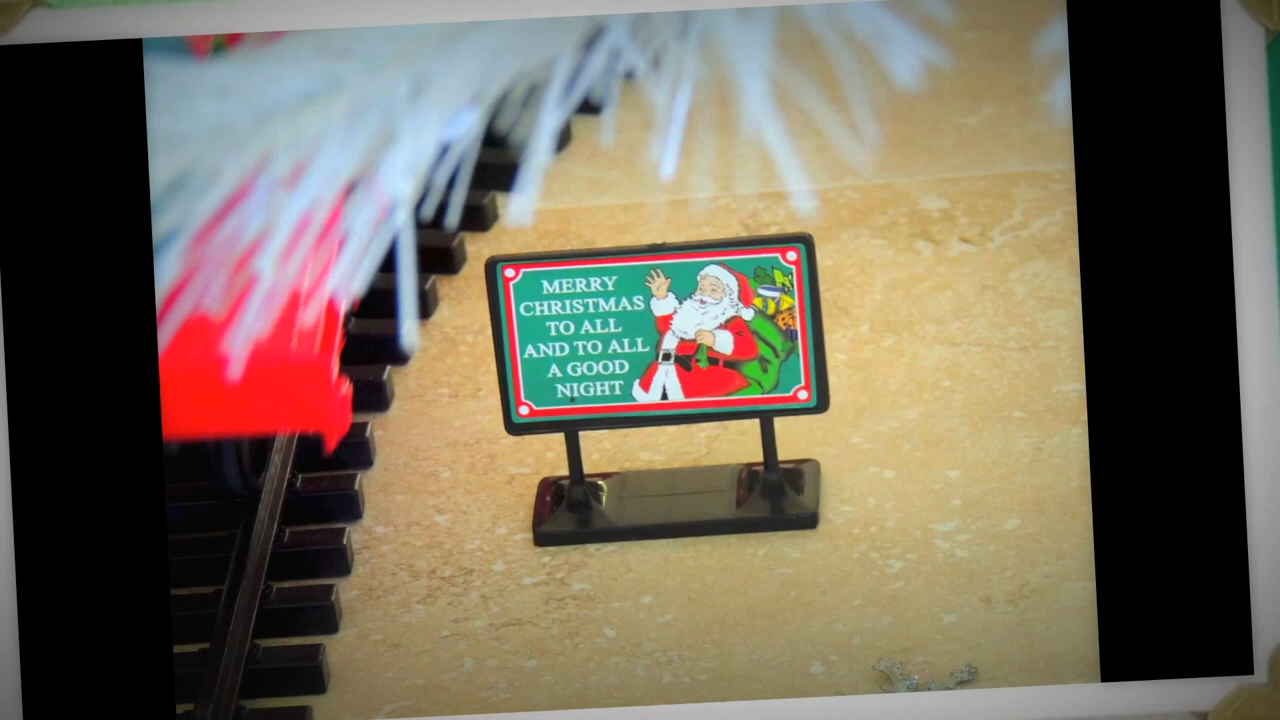 MERRY
CHRISTMAS
TO ALL
AND TO ALL
A GOOD
NIGHT